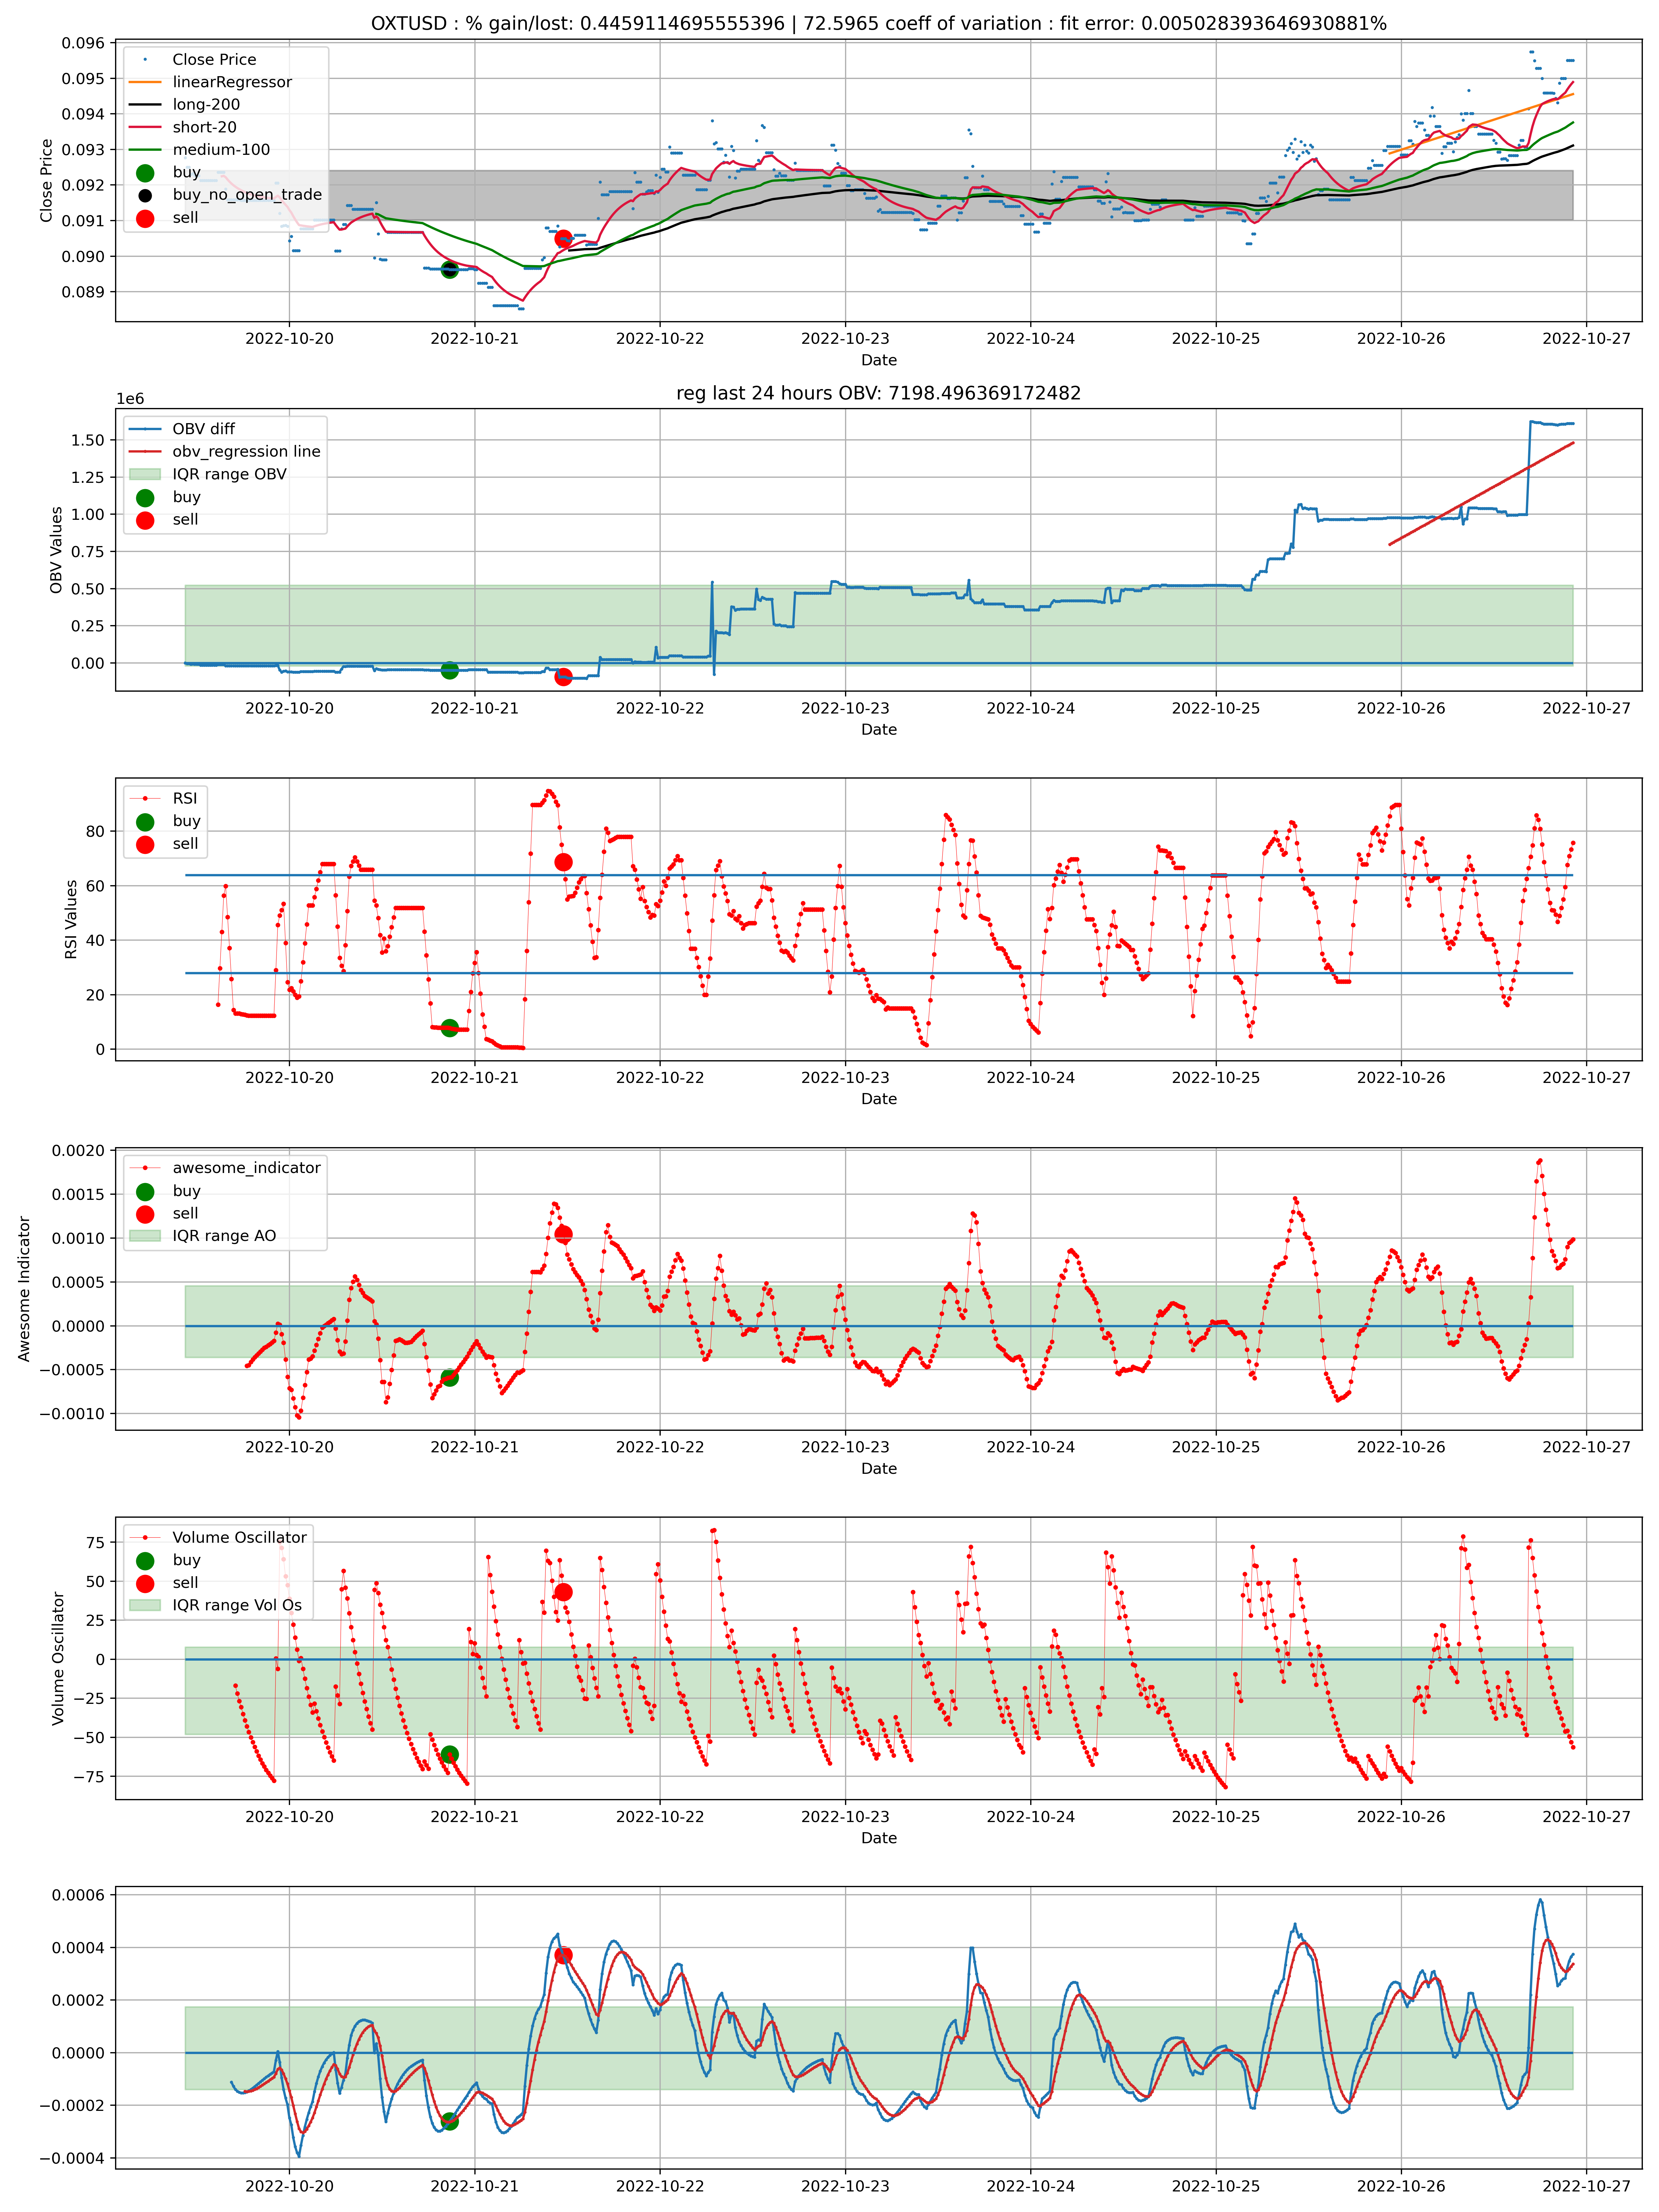 OXTUSD : % gain/lost: 0.4459114695555396 | 72.5965 coeff of variation : fit error: 0.005028393646930881%
0.096
0.095
0.094
0.093
0.092
0.091
0.090
0.089
Close Price
Close Price
linearRegressor
long-200
short-20
medium-100
buy
buy_no_open_trade
sell
2022-10-20 2022-10-21 2022-10-22 2022-10-23 2022-10-24 2022-10-25 2022-10-26 2022-10-27
Date
reg last 24 hours OBV: 7198.496369172482
1e6
1.50
1.25
1.00
0.75
0.50
0.25
0.00
OBV Values
OBV diff
obv_regression line
IQR range OBV
buy
sell
2022-10-20 2022-10-21 2022-10-22 2022-10-23 2022-10-24 2022-10-25 2022-10-26 2022-10-27
Date
80
60
40
20
0
RSI Values
RSI
buy
sell
2022-10-20 2022-10-21 2022-10-22 2022-10-23 2022-10-24 2022-10-25 2022-10-26 2022-10-27
Date
0.0020
0.0015
0.0010
0.0005
0.0000
−0.0005
−0.0010
Awesome Indicator
awesome_indicator
buy
sell
IQR range AO
2022-10-20 2022-10-21 2022-10-22 2022-10-23 2022-10-24 2022-10-25 2022-10-26 2022-10-27
Date
75
50
25
0
−25
−50
−75
Volume Oscillator
Volume Oscillator
buy
sell
IQR range Vol Os
2022-10-20 2022-10-21 2022-10-22 2022-10-23 2022-10-24 2022-10-25 2022-10-26 2022-10-27
Date
0.0006
0.0004
0.0002
0.0000
−0.0002
−0.0004
2022-10-20 2022-10-21 2022-10-22 2022-10-23 2022-10-24 2022-10-25 2022-10-26 2022-10-27